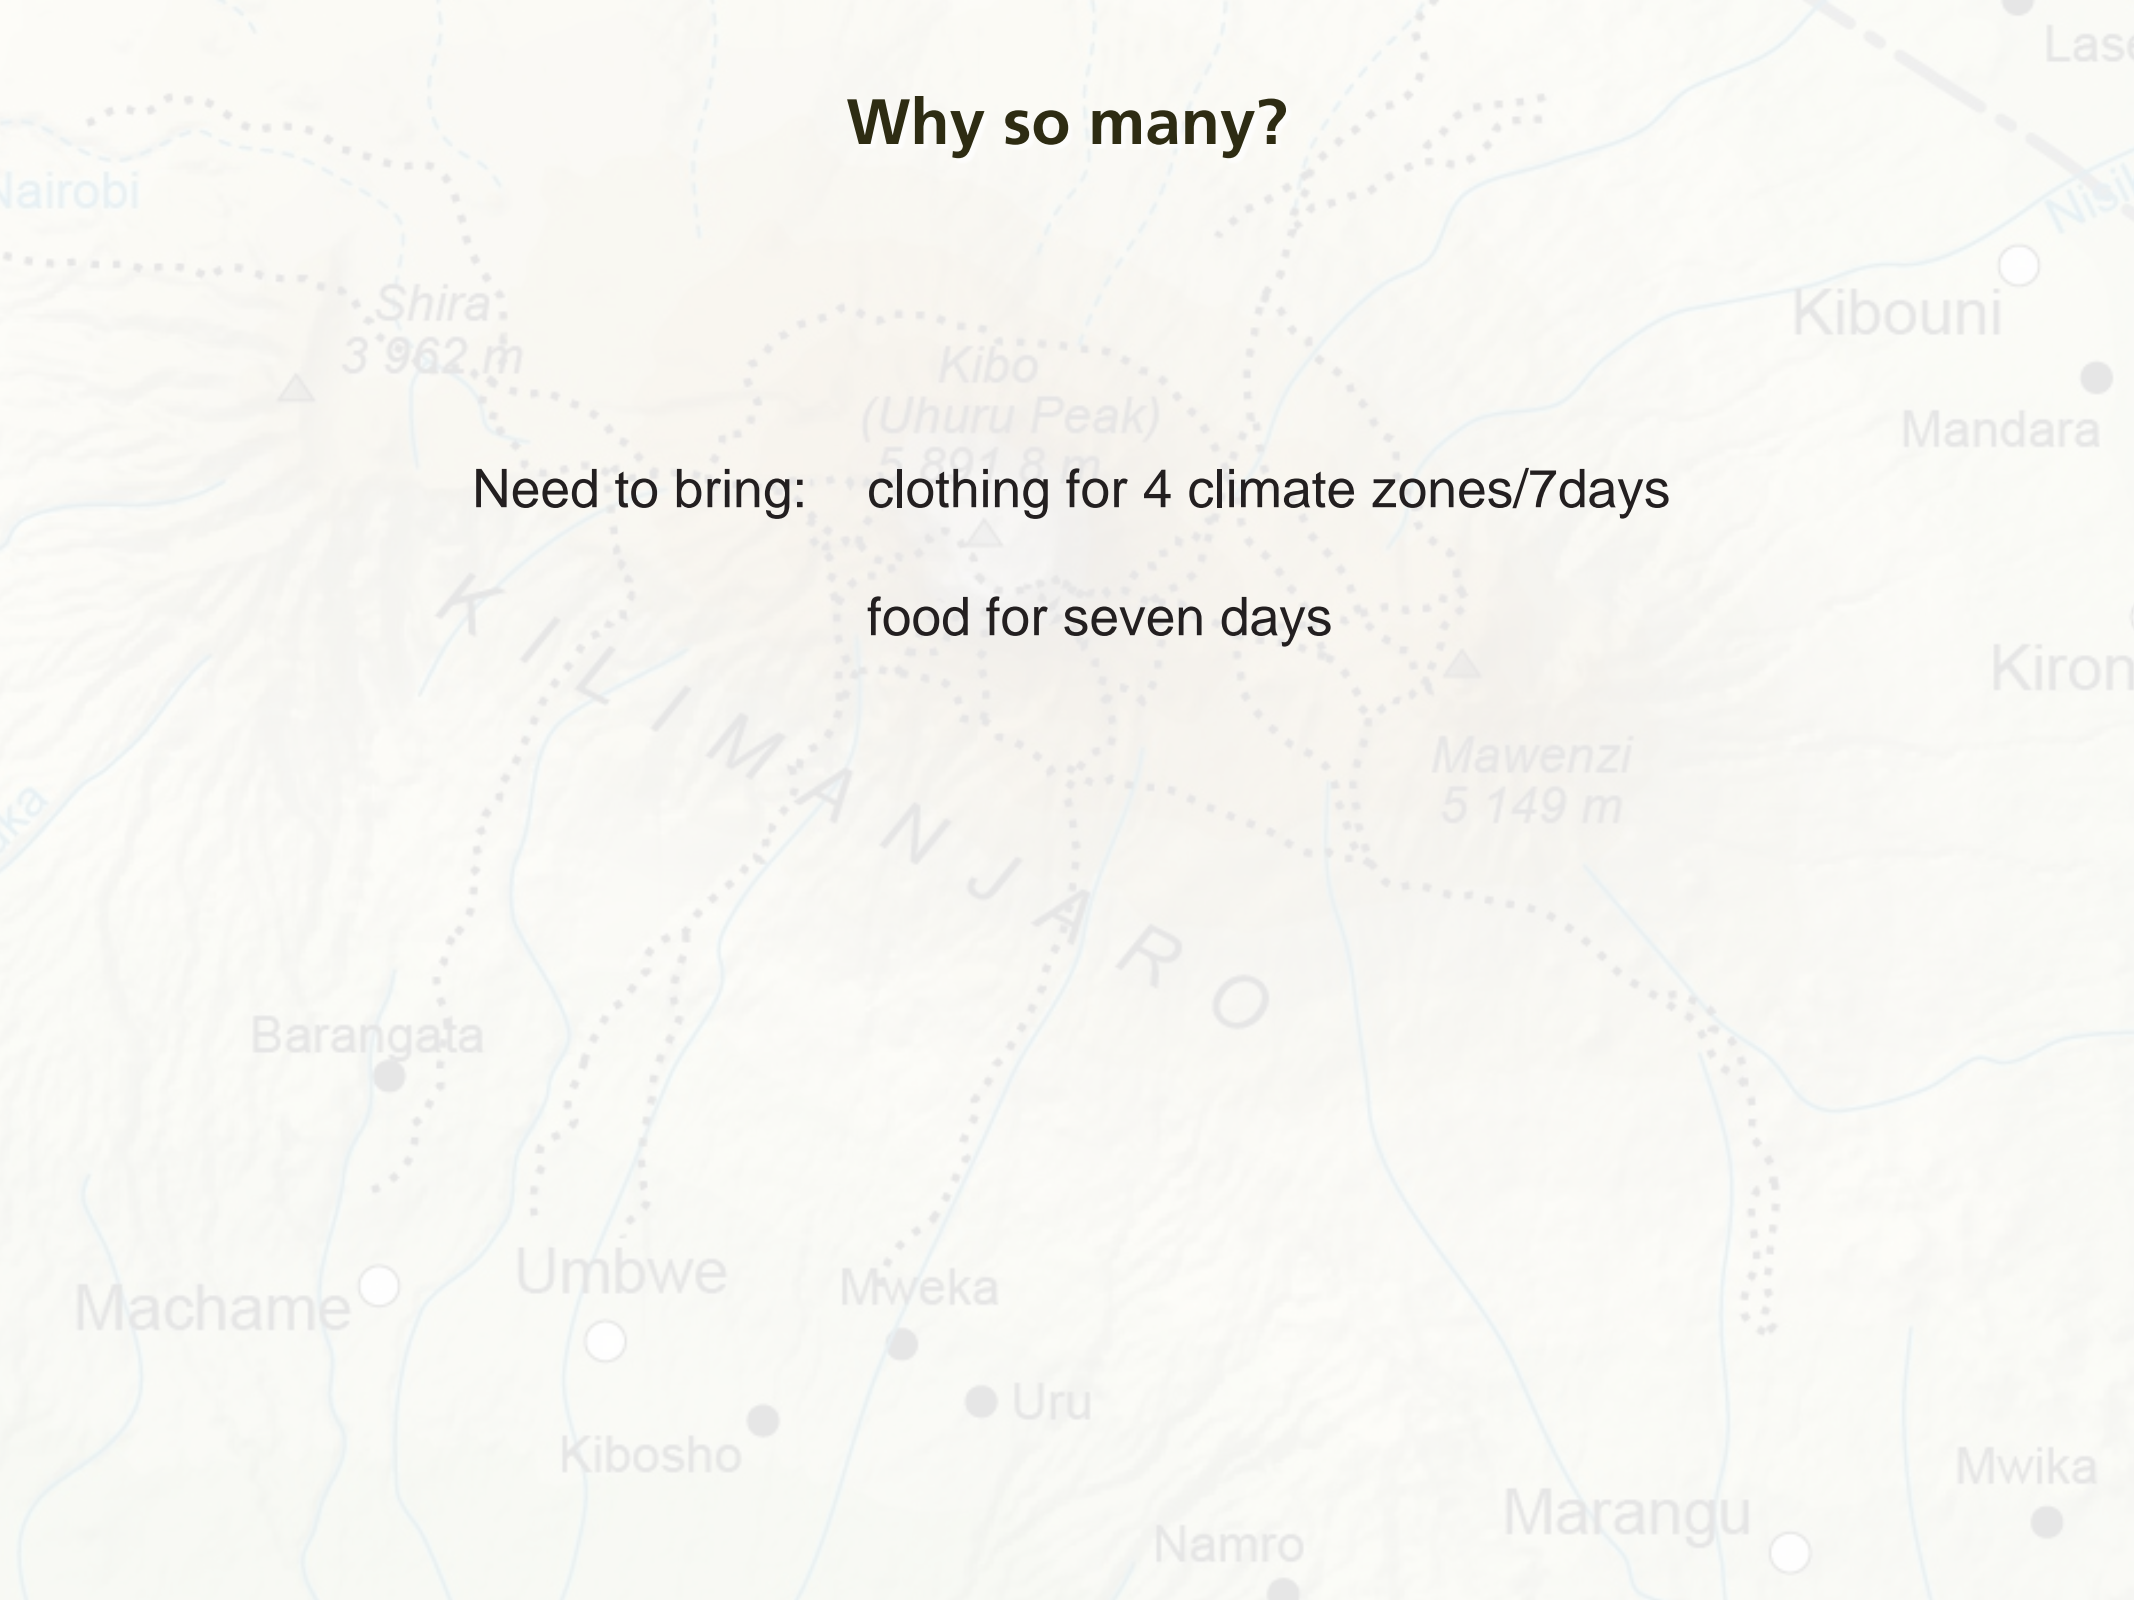 Why so many?
Nairobi
Shira
3 962 m
Kibo
(Uhuru Peak)
5 891.8 m
Kibouni
Mandara
Need to bring: clothing for 4 climate zones/7days
food for seven days
KILIMANJARO
Mawenzi
5 149 m
Barangata
Machame
Umbwe
Mweka
Uru
Kibosho
Namro
Marangu
Mwika